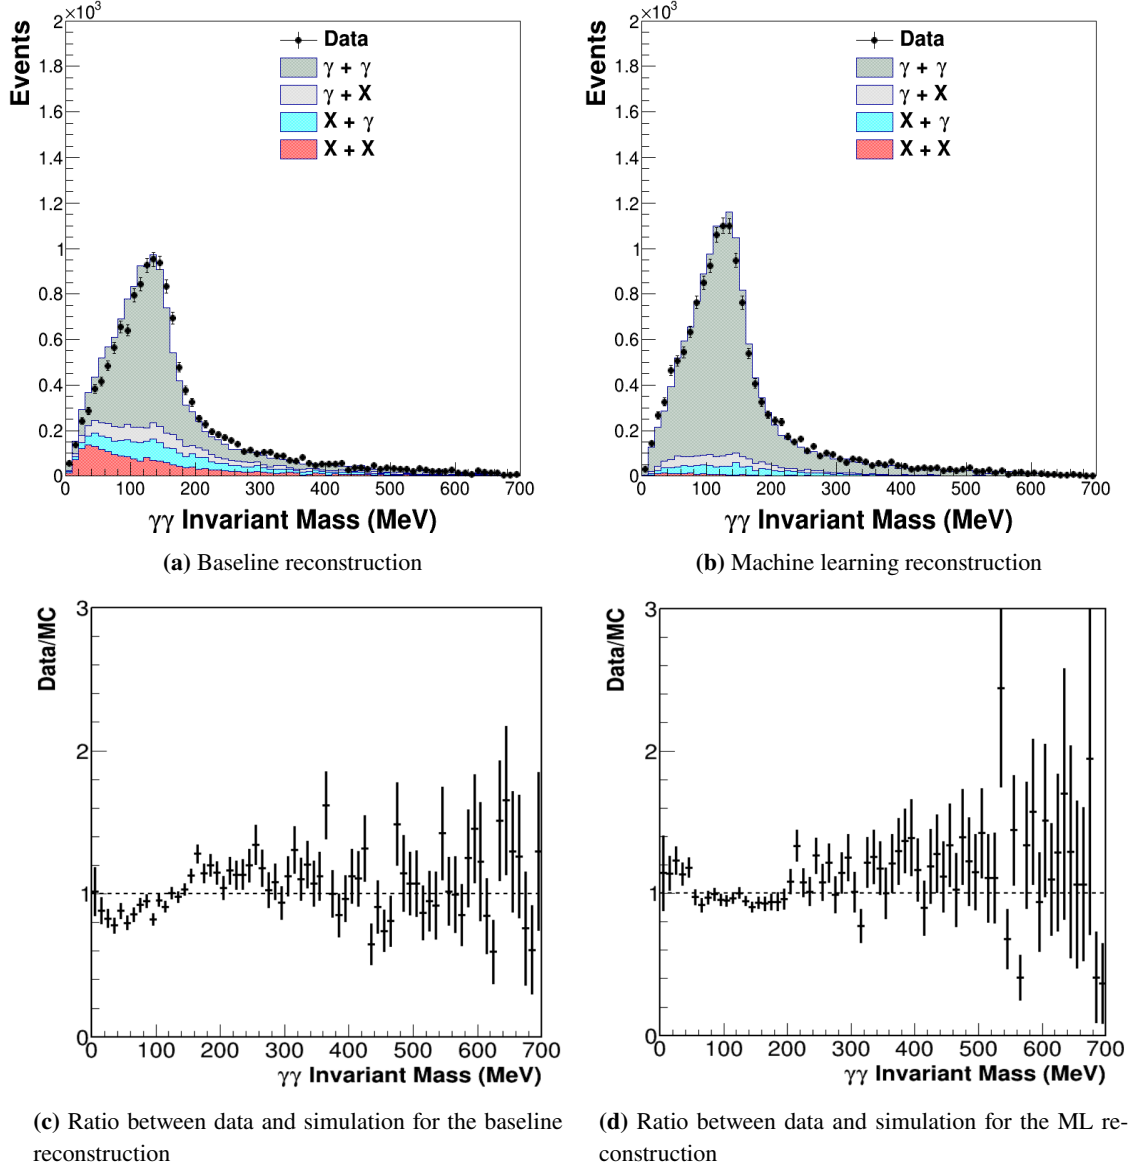 2×10³
Events
Data
γ + γ
γ + X
X + γ
X + X
1.8
1.6
1.4
1.2
1
0.8
0.6
0.4
0.2
0
0 100 200 300 400 500 600 700
γγ Invariant Mass (MeV)
(a) Baseline reconstruction
2×10³
Events
Data
γ + γ
γ + X
X + γ
X + X
1.8
1.6
1.4
1.2
1
0.8
0.6
0.4
0.2
0
0 100 200 300 400 500 600 700
γγ Invariant Mass (MeV)
(b) Machine learning reconstruction
Data/MC
3
2
1
0
0 100 200 300 400 500 600 700
γγ Invariant Mass (MeV)
(c) Ratio between data and simulation for the baseline
reconstruction
Data/MC
3
2
1
0
0 100 200 300 400 500 600 700
γγ Invariant Mass (MeV)
(d) Ratio between data and simulation for the ML re-
construction